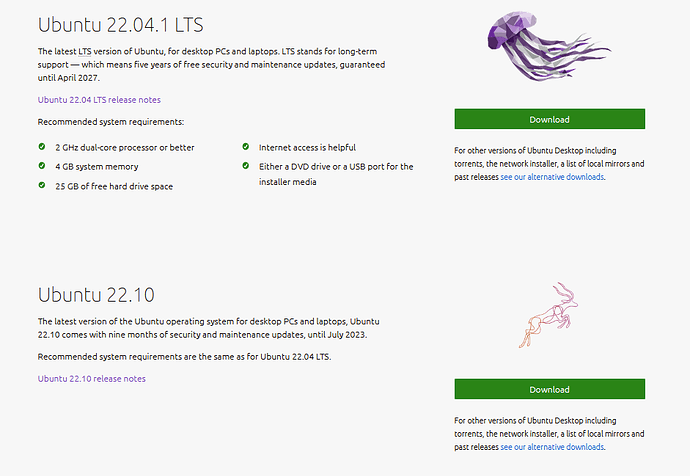 Ubuntu 22.04.1 LTS
The latest LTS version of Ubuntu, for desktop PCs and laptops. LTS stands for long-term
support — which means five years of free security and maintenance updates, guaranteed
until April 2027.
Ubuntu 22.04 LTS release notes
Recommended system requirements:
2 GHz dual-core processor or better
4 GB system memory
25 GB of free hard drive space
Internet access is helpful
Either a DVD drive or a USB port for the
installer media
Download
For other versions of Ubuntu Desktop including
torrents, the network installer, a list of local mirrors and
past releases see our alternative downloads.
Ubuntu 22.10
The latest version of the Ubuntu operating system for desktop PCs and laptops, Ubuntu
22.10 comes with nine months of security and maintenance updates, until July 2023.
Recommended system requirements are the same as for Ubuntu 22.04 LTS.
Ubuntu 22.10 release notes
Download
For other versions of Ubuntu Desktop including
torrents, the network installer, a list of local mirrors and
past releases see our alternative downloads.